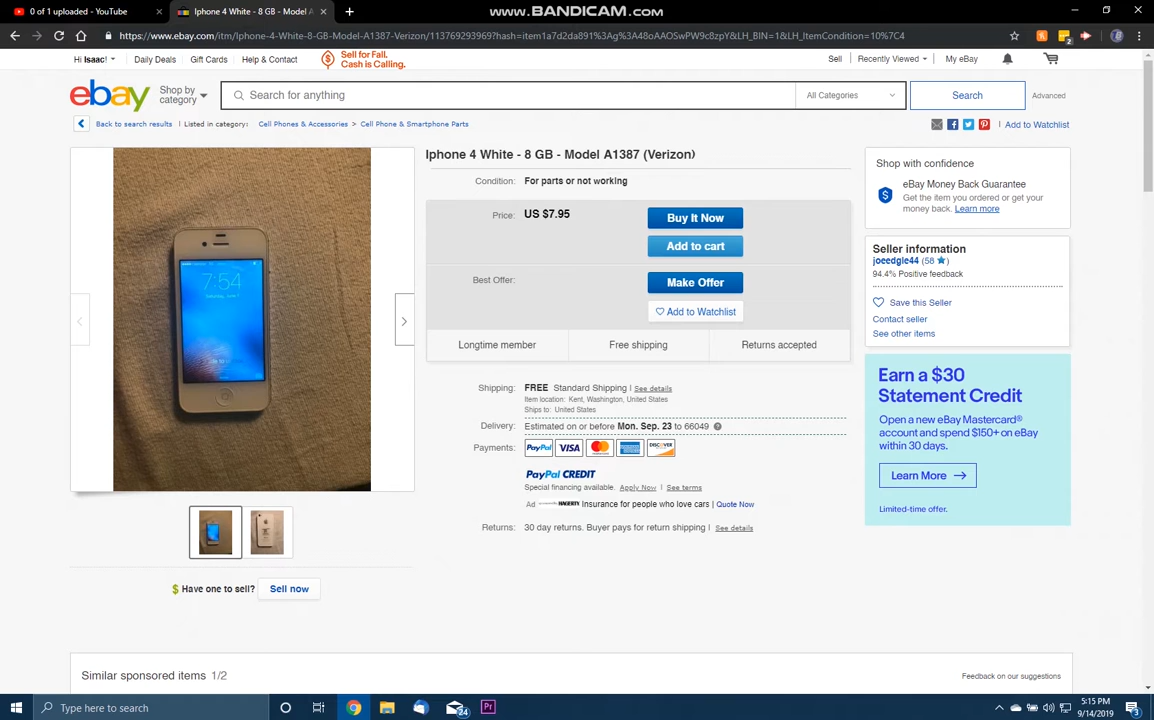 0 of 1 uploaded - YouTube
Iphone 4 White - 8 GB - Model A
www.BANDICAM.com
https://www.ebay.com/itm/Iphone-4-White-8-GB-Model-A1387-Verizon/113769293969?hash=item1a7d2da891%3Ag%3A48oAAOSwPW9c8zpY&LH_BIN=1&LH_ItemCondition=10%7C4
2
Hi Isaac!
Daily Deals
Gift Cards
Help & Contact
Sell for Fall.
Cash is Calling.
Sell
Recently Viewed
My eBay
ebay
Shop by
category
Search for anything
All Categories
Search
Advanced
Back to search results | Listed in category: Cell Phones & Accessories > Cell Phone & Smartphone Parts
Add to Watchlist
Iphone 4 White - 8 GB - Model A1387 (Verizon)
Condition: For parts or not working
Price: US $7.95
Buy It Now
Add to cart
Best Offer:
Make Offer
Add to Watchlist
Longtime member
Free shipping
Returns accepted
Shipping: FREE Standard Shipping | See details
Item location: Kent, Washington, United States
Ships to: United States
Delivery: Estimated on or before Mon. Sep. 23 to 66049
Payments: PayPal VISA MasterCard DISCOVER
PayPal CREDIT
Special financing available. Apply Now | See terms
Ad HAGERTY Insurance for people who love cars | Quote Now
Returns: 30 day returns. Buyer pays for return shipping | See details
Shop with confidence
eBay Money Back Guarantee
Get the item you ordered or get your
money back. Learn more
Seller information
joeedgle44 (58)
94.4% Positive feedback
Save this Seller
Contact seller
See other items
Earn a $30
Statement Credit
Open a new eBay Mastercard®
account and spend $150+ on eBay
within 30 days.
Learn More
Limited-time offer.
7:54
$ Have one to sell? Sell now
Similar sponsored items 1/2
Feedback on our suggestions
Type here to search
24
Pr
5:15 PM
9/14/2019
3